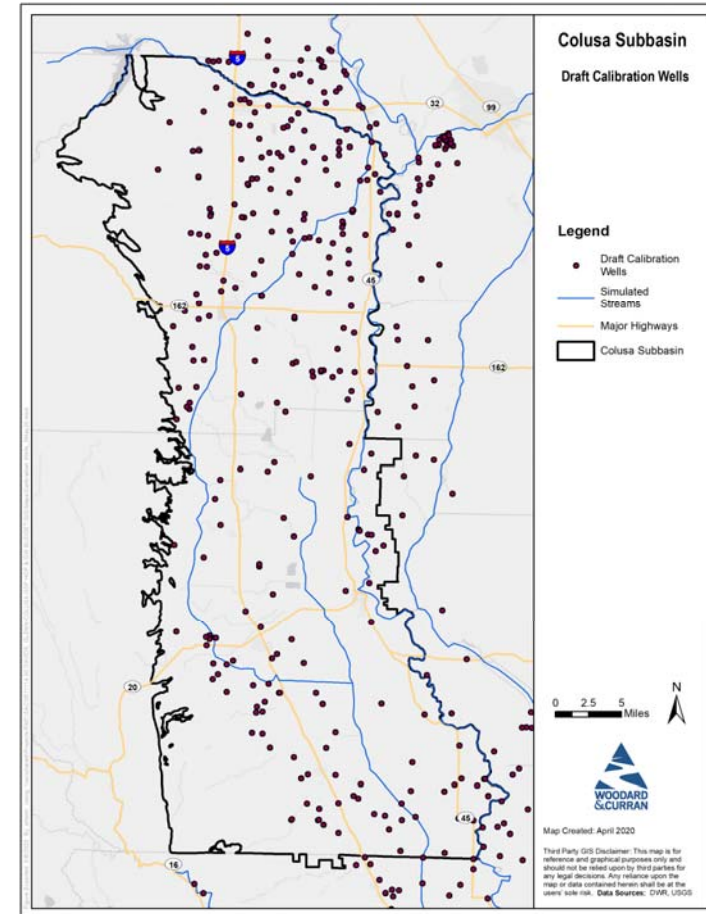 Colusa Subbasin
Draft Calibration Wells
5
32
99
5
45
162
162
20
45
16
Legend
Draft Calibration
Wells
Simulated
Streams
Major Highways
Colusa Subbasin
N
0 2.5 5
Miles
WOODARD
&CURRAN
Map Created: April 2020
Third Party GIS Disclaimer: This map is for
reference and graphical purposes only and
should not be relied upon by third parties for
any legal decisions. Any reliance upon the
map or data contained herein shall be at the
users' sole risk. Data Sources: DWR, USGS